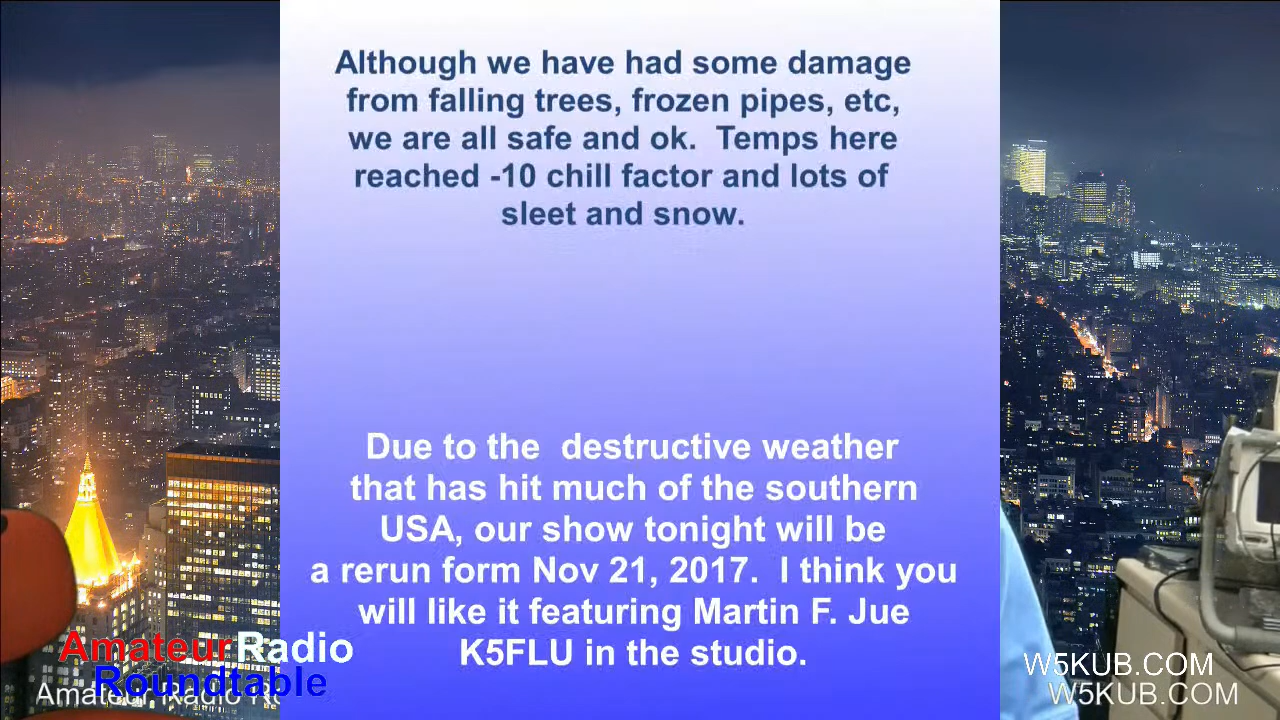 Although we have had some damage
from falling trees, frozen pipes, etc,
we are all safe and ok.  Temps here
reached -10 chill factor and lots of
sleet and snow.
Due to the  destructive weather
that has hit much of the southern
USA, our show tonight will be
a rerun form Nov 21, 2017.  I think you
will like it featuring Martin F. Jue
K5FLU in the studio.
AmateurRadio
Roundtable
Amateur Radio
W5KUB.COM
W5KUB.COM